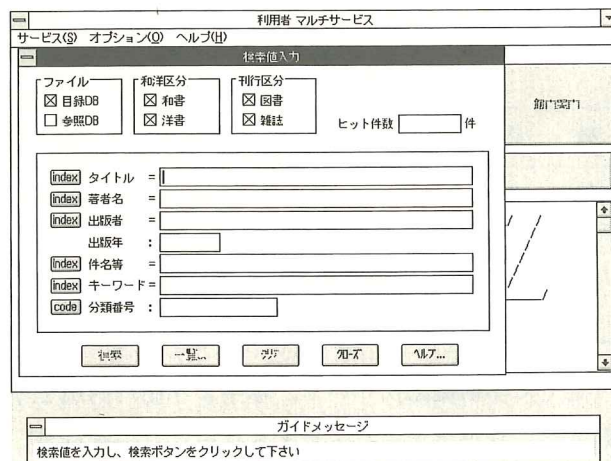 利用者 マルチサービス
サービス(S) オプション(O) ヘルプ(H)
検索値入力
ファイル 和洋区分 刊行区分
目録DB 和書 図書
参照DB 洋書 雑誌
ヒット件数 件
index タイトル =
index 著者名 =
index 出版者 =
出版年 :
index 件名等 =
index キーワード=
code 分類番号 :
検索 一覧... クリア クローズ ヘルプ...
ガイドメッセージ
検索値を入力し、検索ボタンをクリックして下さい